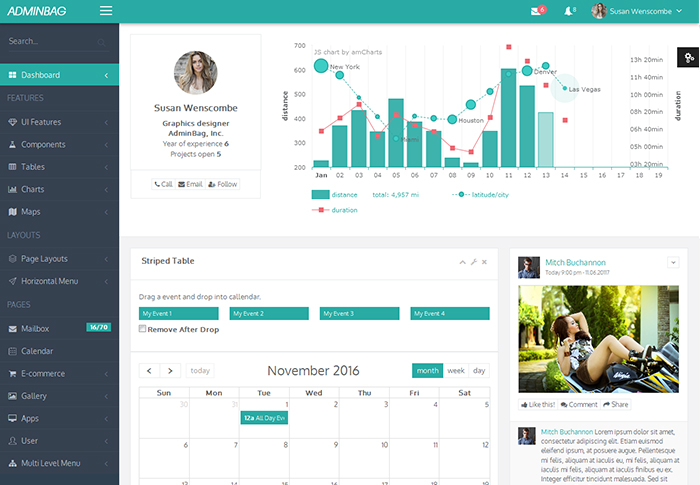 ADMINBAG
6
8
Susan Wenscombe
Search...
Dashboard
FEATURES
UI Features
Components
Tables
Charts
Maps
LAYOUTS
Page Layouts
Horizontal Menu
PAGES
Mailbox 16/70
Calendar
E-commerce
Gallery
Apps
User
Multi Level Menu
Susan Wenscombe
Graphics designer
AdminBag, Inc.
Year of experience 6
Projects open 5
Call Email Follow
JS chart by amCharts
distance
700
600
500
400
300
200
New York
Miami
Houston
Denver
Las Vegas
13h 20min
11h 40min
10h 00min
08h 20min
06h 40min
05h 00min
03h 20min
duration
Jan 02 03 04 05 06 07 08 09 10 11 12 13 14 15 16 17 18 19
distance total: 4,957 mi latitude/city
duration
Striped Table
Drag a event and drop into callendar.
My Event 1 My Event 2 My Event 3 My Event 4
Remove After Drop
today November 2016 month week day
Sun Mon Tue Wed Thu Fri Sat
30 31 1 2 3 4 5
12a All Day Eve
6 7 8 9 10 11 12
Mitch Buchannon
Today 9:00 pm - 11.06.2017
Like this! Comment Share
Mitch Buchannon Lorem ipsum dolor sit amet,
consectetur adipiscing elit. Etiam euismod
eleifend ipsum, at posuere augue. Pellentesque
mi felis, aliquam at iaculis eu, mi felis, aliquam
at iaculis mi felis, aliquam at iaculis finibus eu ex.
Integer efficitur tincidunt malesuada. Sed sit